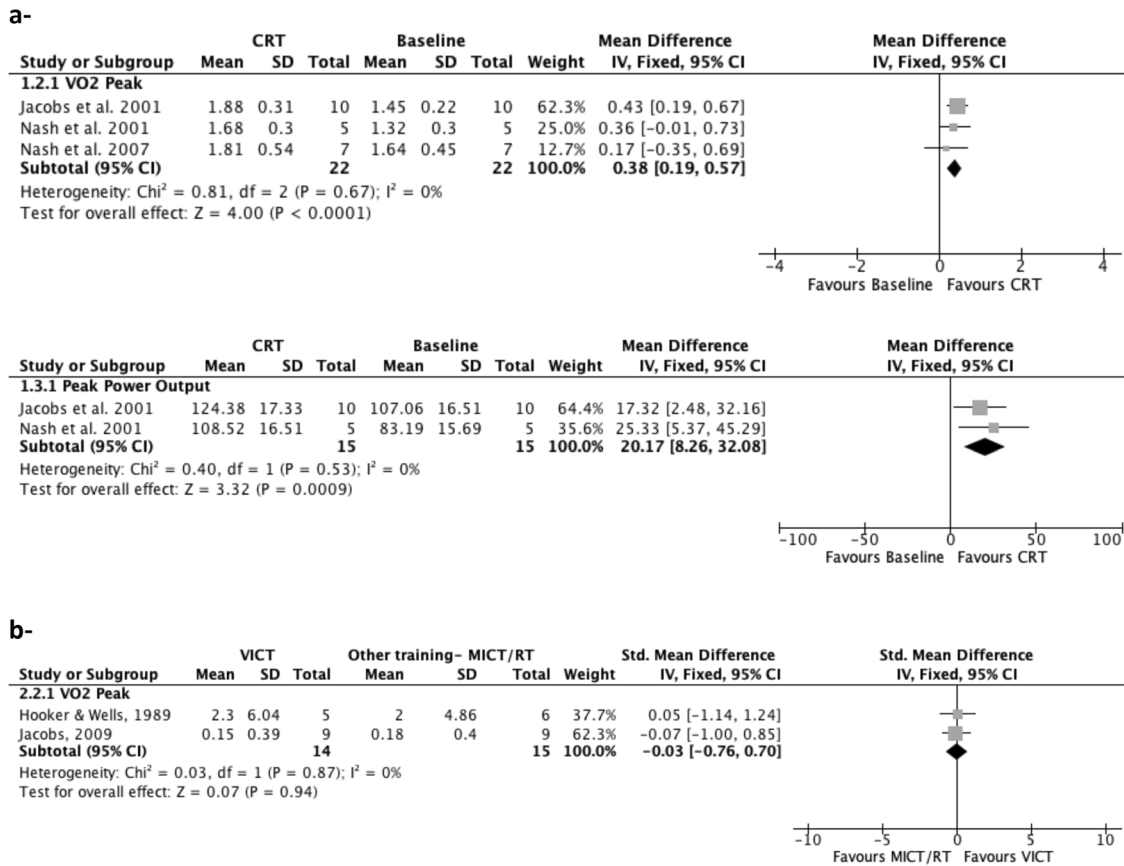 a-
CRT Baseline Mean Difference Mean Difference
Study or Subgroup Mean SD Total Mean SD Total Weight IV, Fixed, 95% CI IV, Fixed, 95% CI
1.2.1 VO2 Peak
Jacobs et al. 2001 1.88 0.31 10 1.45 0.22 10 62.3% 0.43 [0.19, 0.67]
Nash et al. 2001 1.68 0.3 5 1.32 0.3 5 25.0% 0.36 [−0.01, 0.73]
Nash et al. 2007 1.81 0.54 7 1.64 0.45 7 12.7% 0.17 [−0.35, 0.69]
Subtotal (95% CI) 22 22 100.0% 0.38 [0.19, 0.57]
Heterogeneity: Chi² = 0.81, df = 2 (P = 0.67); I² = 0%
Test for overall effect: Z = 4.00 (P < 0.0001)
−4 −2 0 2 4
Favours Baseline Favours CRT
CRT Baseline Mean Difference Mean Difference
Study or Subgroup Mean SD Total Mean SD Total Weight IV, Fixed, 95% CI IV, Fixed, 95% CI
1.3.1 Peak Power Output
Jacobs et al. 2001 124.38 17.33 10 107.06 16.51 10 64.4% 17.32 [2.48, 32.16]
Nash et al. 2001 108.52 16.51 5 83.19 15.69 5 35.6% 25.33 [5.37, 45.29]
Subtotal (95% CI) 15 15 100.0% 20.17 [8.26, 32.08]
Heterogeneity: Chi² = 0.40, df = 1 (P = 0.53); I² = 0%
Test for overall effect: Z = 3.32 (P = 0.0009)
−100 −50 0 50 100
Favours Baseline Favours CRT
b-
VICT Other training− MICT/RT Std. Mean Difference Std. Mean Difference
Study or Subgroup Mean SD Total Mean SD Total Weight IV, Fixed, 95% CI IV, Fixed, 95% CI
2.2.1 VO2 Peak
Hooker & Wells, 1989 2.3 6.04 5 2 4.86 6 37.7% 0.05 [−1.14, 1.24]
Jacobs, 2009 0.15 0.39 9 0.18 0.4 9 62.3% −0.07 [−1.00, 0.85]
Subtotal (95% CI) 14 15 100.0% −0.03 [−0.76, 0.70]
Heterogeneity: Chi² = 0.03, df = 1 (P = 0.87); I² = 0%
Test for overall effect: Z = 0.07 (P = 0.94)
−10 −5 0 5 10
Favours MICT/RT Favours VICT